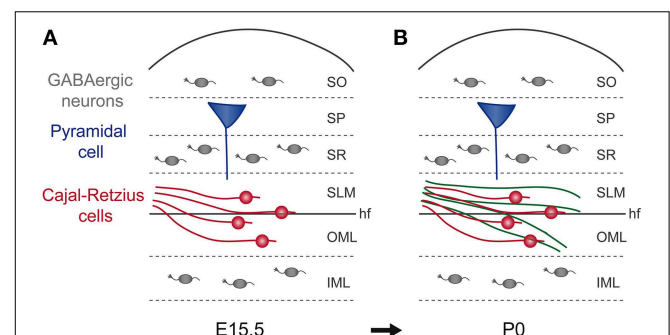 A
B
GABAergic
neurons
Pyramidal
cell
Cajal-Retzius
cells
SO
SP
SR
SLM
hf
OML
IML
SO
SP
SR
SLM
hf
OML
IML
E15.5
P0